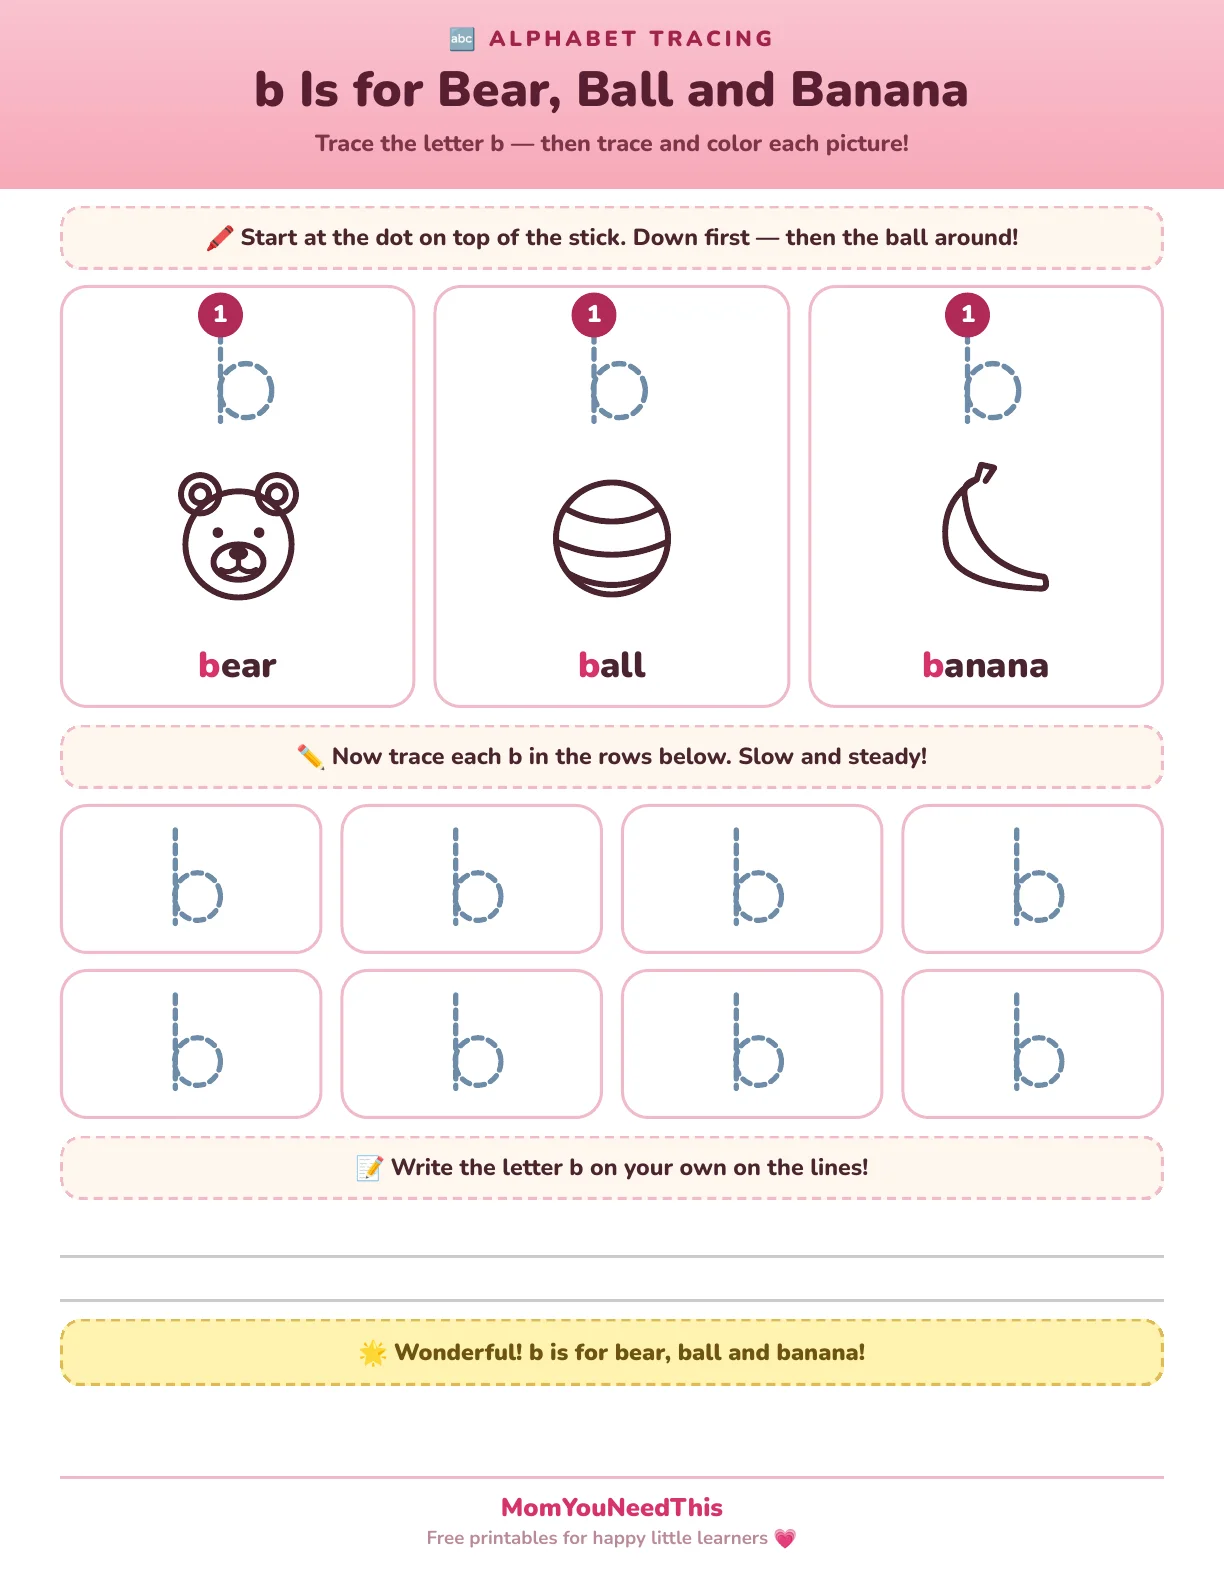 ALPHABET TRACING
b Is for Bear, Ball and Banana
Trace the letter b — then trace and color each picture!
Start at the dot on top of the stick. Down first — then the ball around!
1 1 1
b b b
bear ball banana
Now trace each b in the rows below. Slow and steady!
b b b b
b b b b
Write the letter b on your own on the lines!
Wonderful! b is for bear, ball and banana!
MomYouNeedThis
Free printables for happy little learners